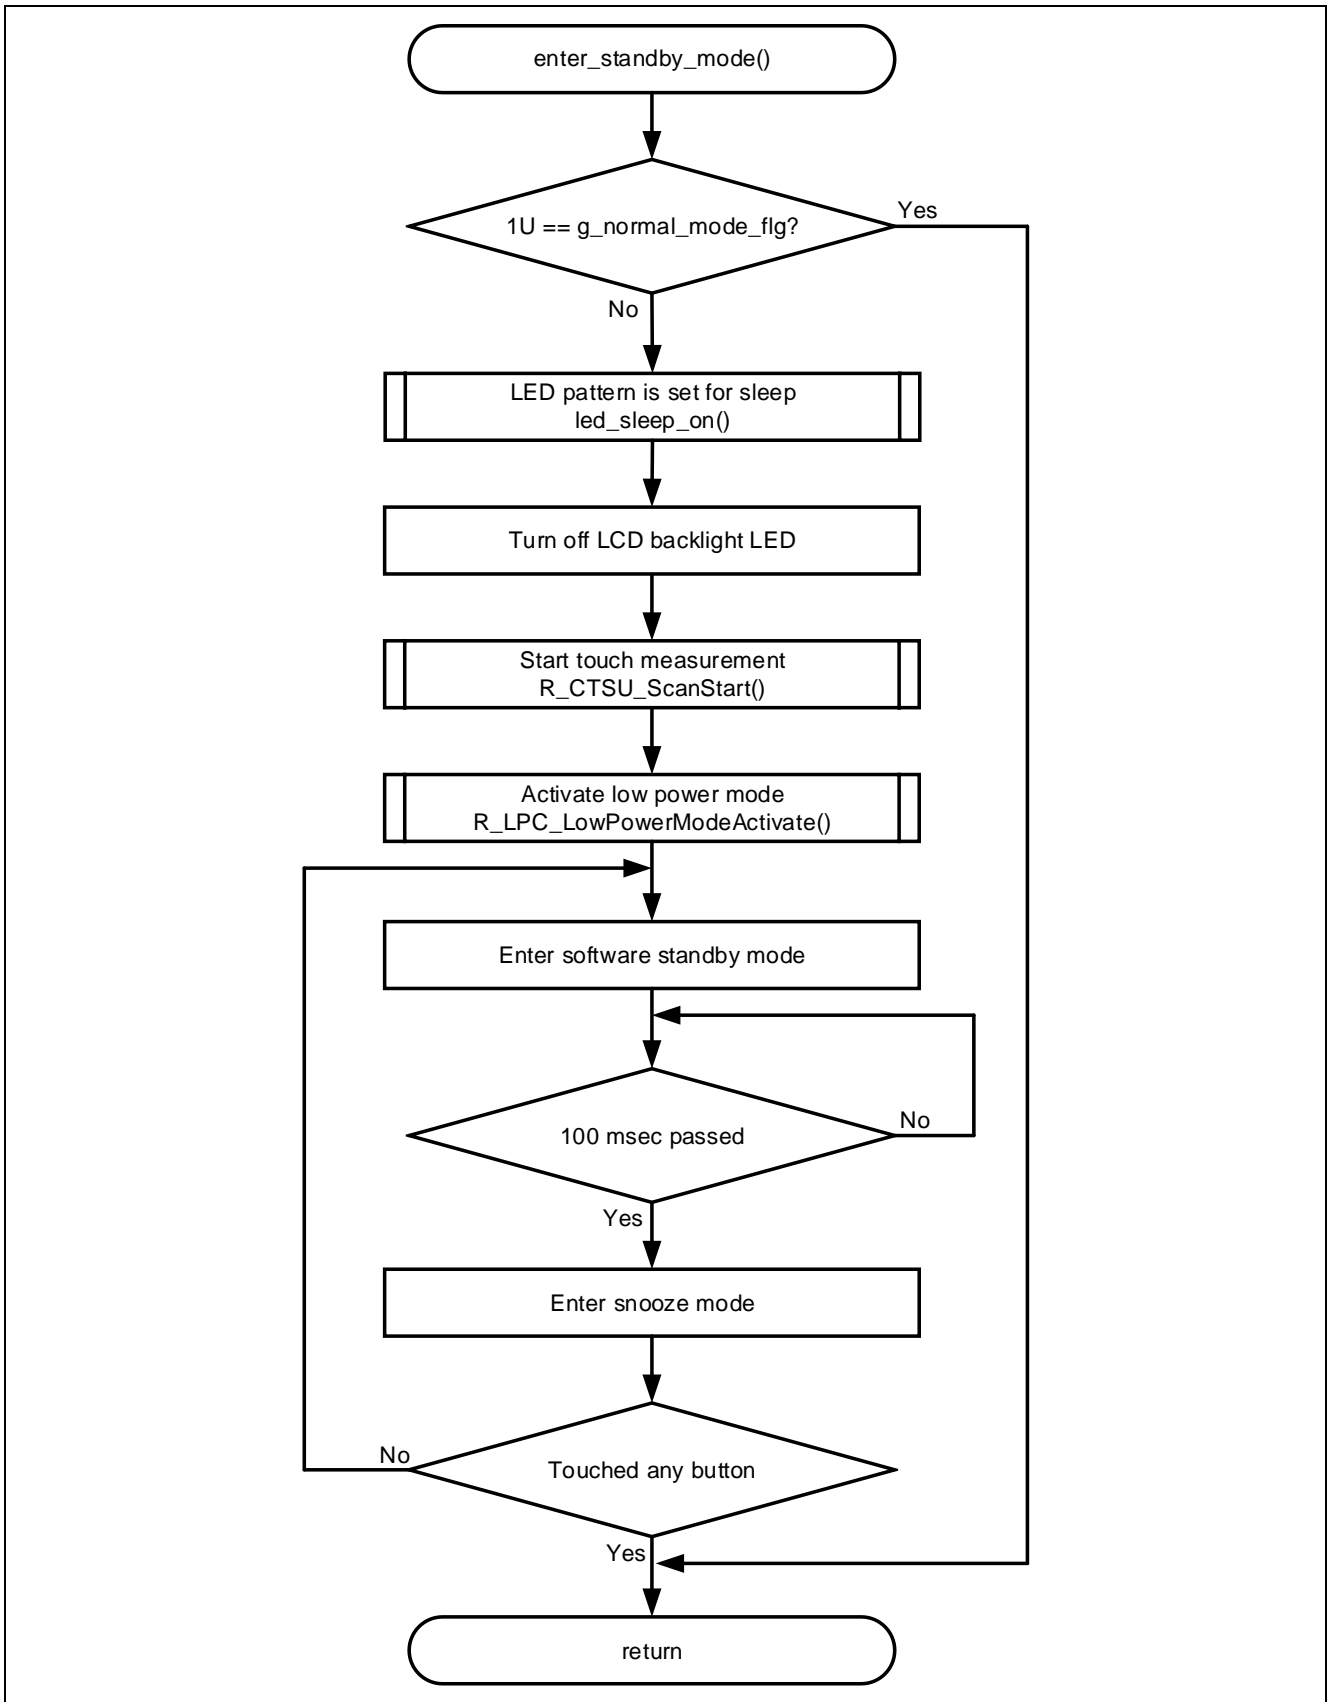 enter_standby_mode()
1U == g_normal_mode_flg?
Yes
No
LED pattern is set for sleep
led_sleep_on()
Turn off LCD backlight LED
Start touch measurement
R_CTSU_ScanStart()
Activate low power mode
R_LPC_LowPowerModeActivate()
Enter software standby mode
100 msec passed
No
Yes
Enter snooze mode
No
Touched any button
Yes
return